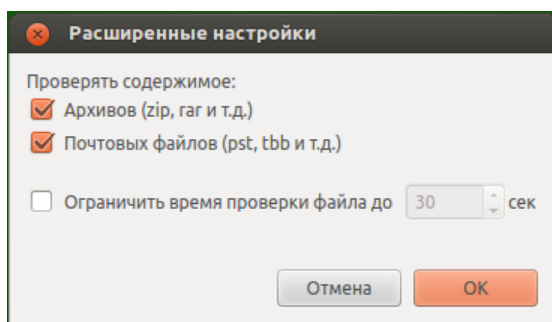 Расширенные настройки
Проверять содержимое:
Архивов (zip, rar и т.д.)
Почтовых файлов (pst, tbb и т.д.)
Ограничить время проверки файла до 30 сек
Отмена ОК